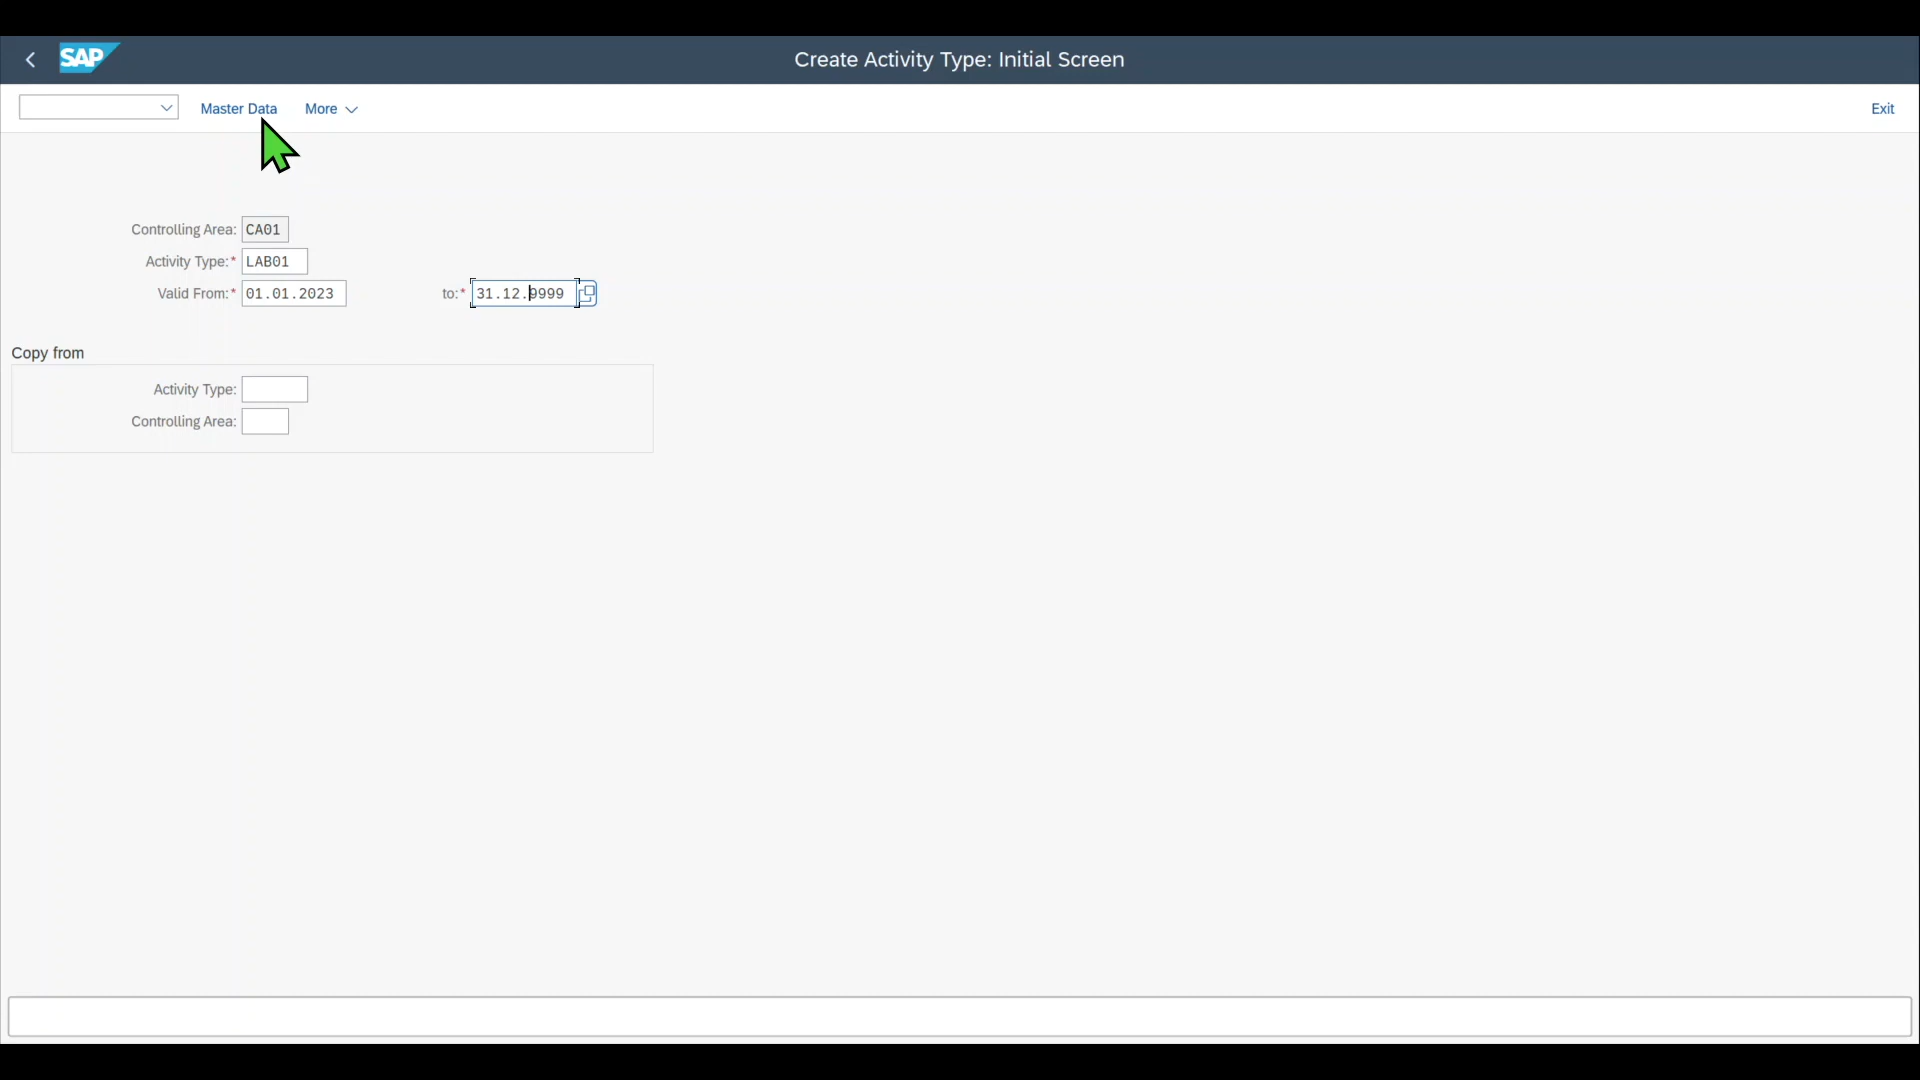 SAP
Create Activity Type: Initial Screen
Master Data More Exit
Controlling Area: CA01
Activity Type:* LAB01
Valid From:* 01.01.2023 to:* 31.12.9999
Copy from
Activity Type:
Controlling Area: